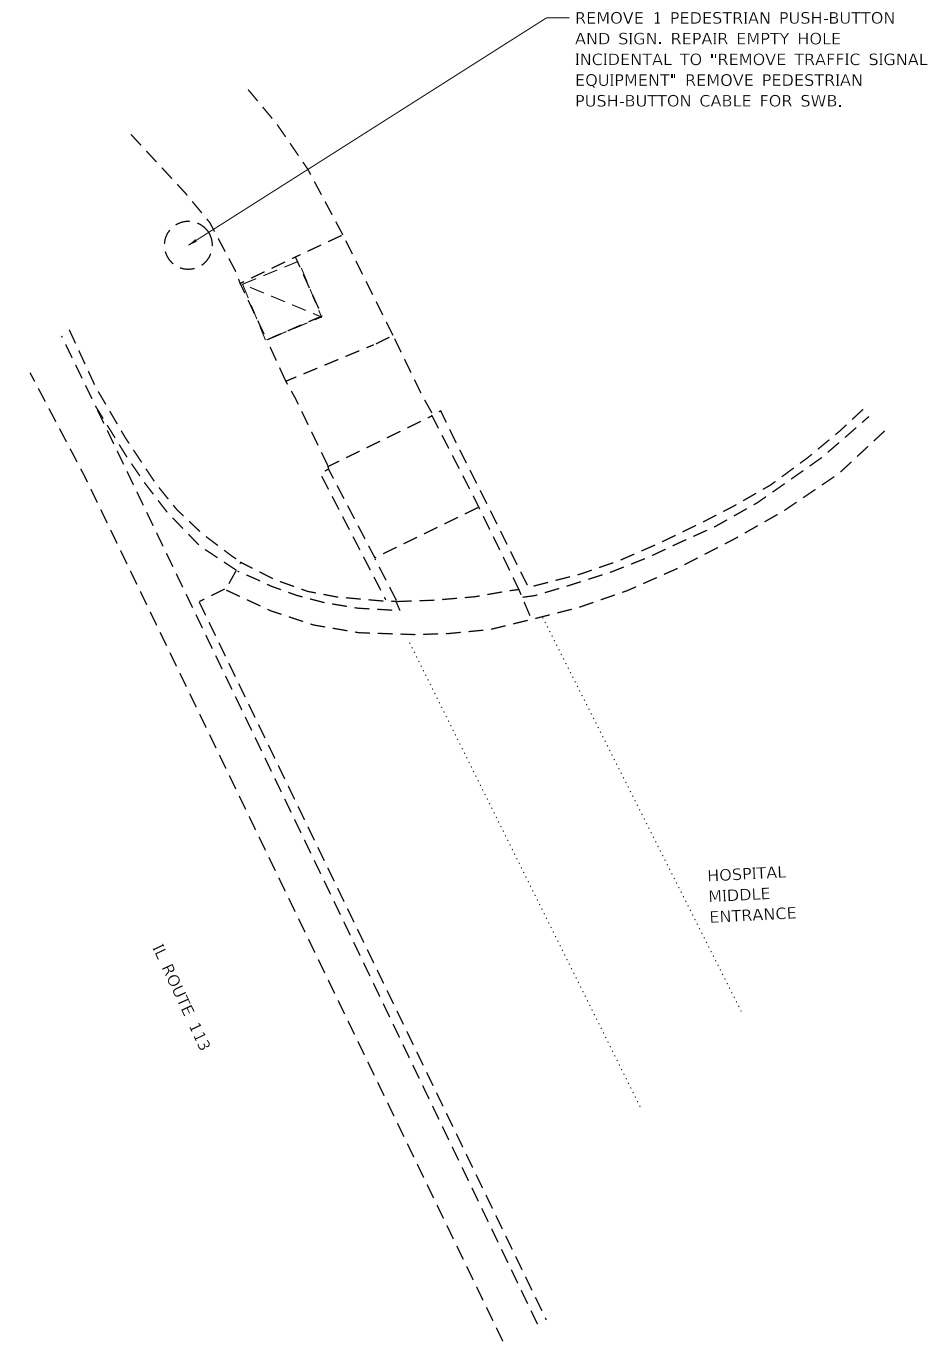 REMOVE 1 PEDESTRIAN PUSH-BUTTON
AND SIGN. REPAIR EMPTY HOLE
INCIDENTAL TO "REMOVE TRAFFIC SIGNAL
EQUIPMENT" REMOVE PEDESTRIAN
PUSH-BUTTON CABLE FOR SWB.
HOSPITAL
MIDDLE
ENTRANCE
IL ROUTE 113